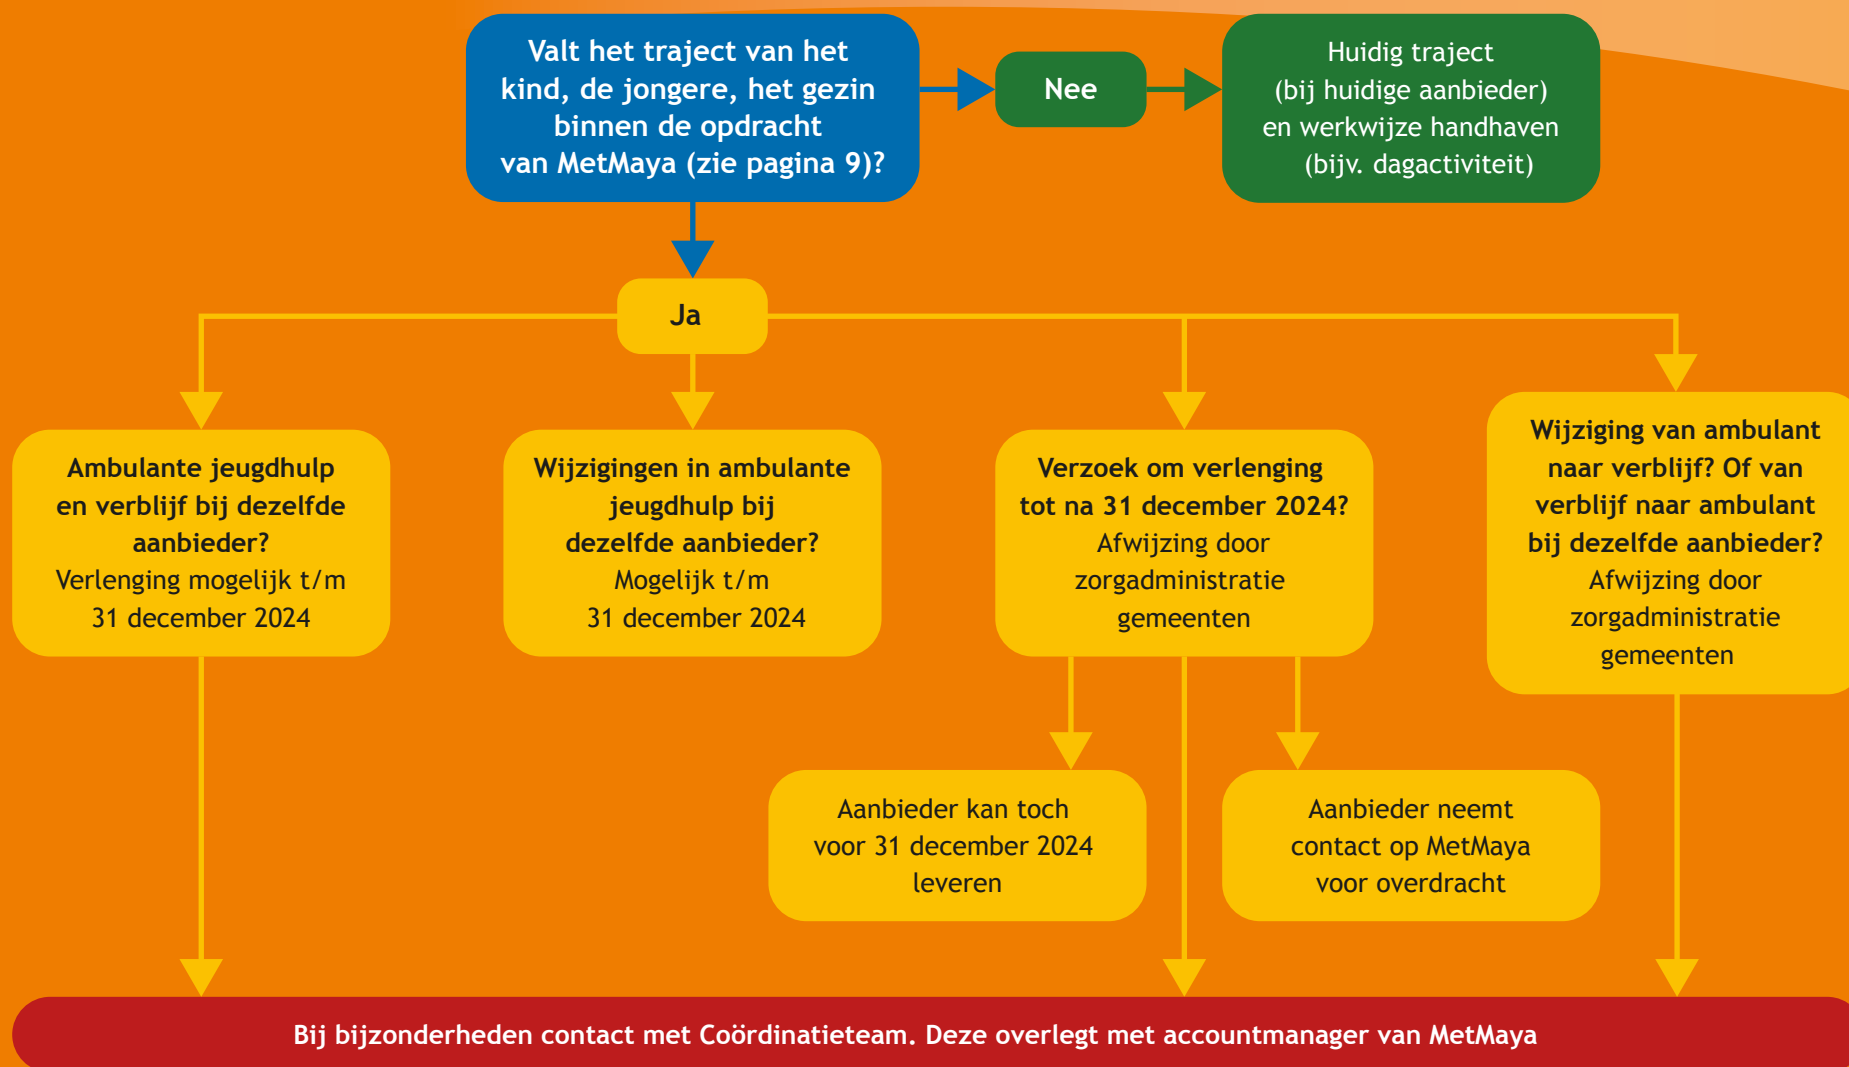 Valt het traject van het
kind, de jongere, het gezin
binnen de opdracht
van MetMaya (zie pagina 9)?
Nee
Huidig traject
(bij huidige aanbieder)
en werkwijze handhaven
(bijv. dagactiviteit)
Ja
Ambulante jeugdhulp
en verblijf bij dezelfde
aanbieder?
Verlenging mogelijk t/m
31 december 2024
Wijzigingen in ambulante
jeugdhulp bij
dezelfde aanbieder?
Mogelijk t/m
31 december 2024
Verzoek om verlenging
tot na 31 december 2024?
Afwijzing door
zorgadministratie
gemeenten
Wijziging van ambulant
naar verblijf? Of van
verblijf naar ambulant
bij dezelfde aanbieder?
Afwijzing door
zorgadministratie
gemeenten
Aanbieder kan toch
voor 31 december 2024
leveren
Aanbieder neemt
contact op MetMaya
voor overdracht
Bij bijzonderheden contact met Coördinatieteam. Deze overlegt met accountmanager van MetMaya